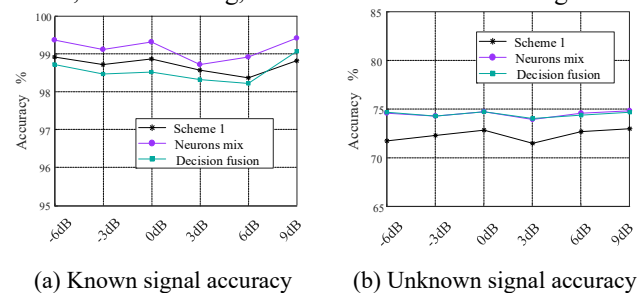 100
99
98
97
96
95
Accuracy %
Scheme 1
Neurons mix
Decision fusion
-6dB
-3dB
0dB
3dB
6dB
9dB
(a) Known signal accuracy
85
80
75
70
65
Accuracy %
Scheme 1
Neurons mix
Decision fusion
-6dB
-3dB
0dB
3dB
6dB
9dB
(b) Unknown signal accuracy